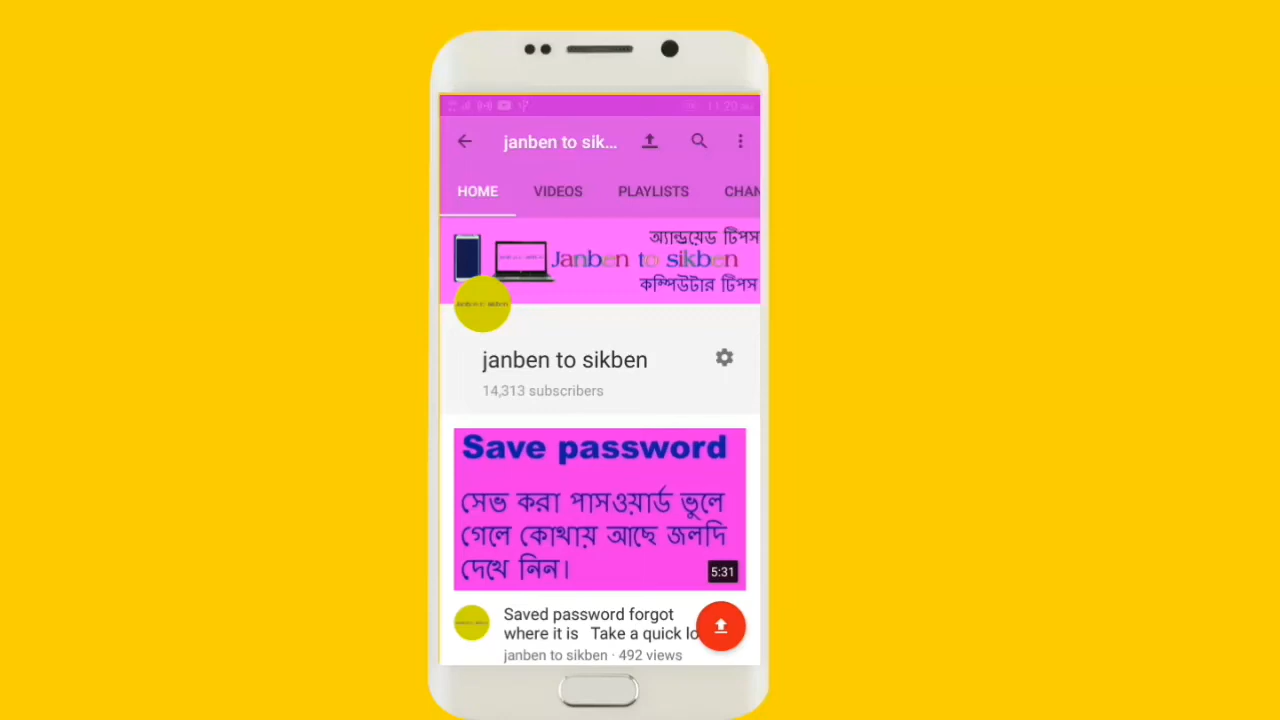 11:20
janben to sik...
HOME VIDEOS PLAYLISTS CHAN
অ্যান্ড্রয়েড টিপস
Janben to sikben
কম্পিউটার টিপস
janben to sikben
14,313 subscribers
Save password
সেভ করা পাসওয়ার্ড ভুলে
গেলে কোথায় আছে জলদি
দেখে নিন।
5:31
Saved password forgot
where it is Take a quick lo
janben to sikben · 492 views